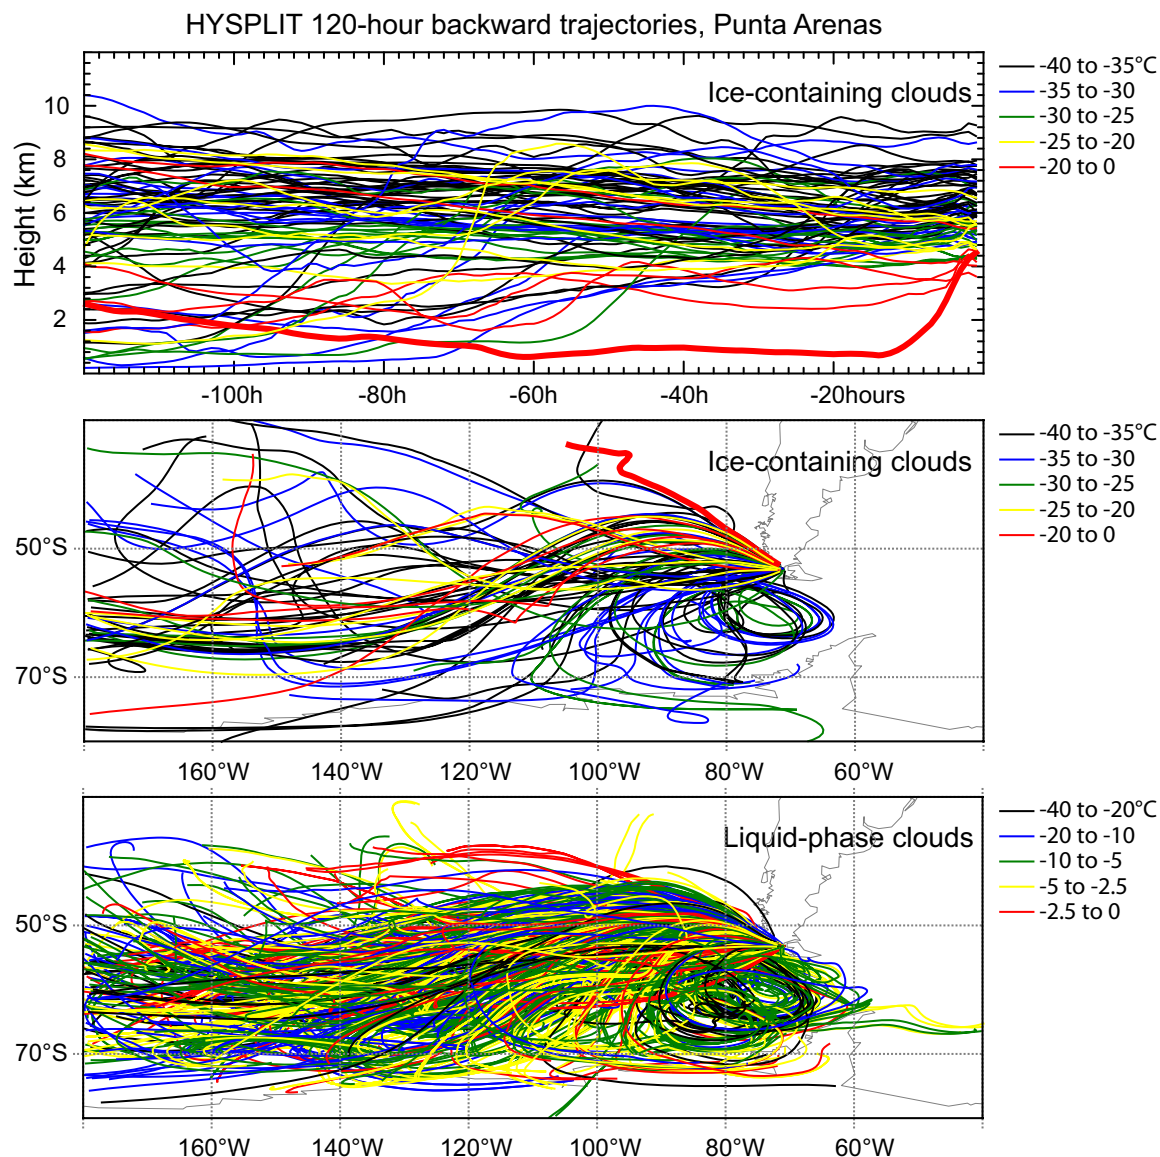 HYSPLIT 120-hour backward trajectories, Punta Arenas
Ice-containing clouds
-40 to -35°C
-35 to -30
-30 to -25
-25 to -20
-20 to 0
Height (km)
10
8
6
4
2
-100h -80h -60h -40h -20hours
Ice-containing clouds
-40 to -35°C
-35 to -30
-30 to -25
-25 to -20
-20 to 0
50°S
70°S
160°W 140°W 120°W 100°W 80°W 60°W
Liquid-phase clouds
-40 to -20°C
-20 to -10
-10 to -5
-5 to -2.5
-2.5 to 0
50°S
70°S
160°W 140°W 120°W 100°W 80°W 60°W